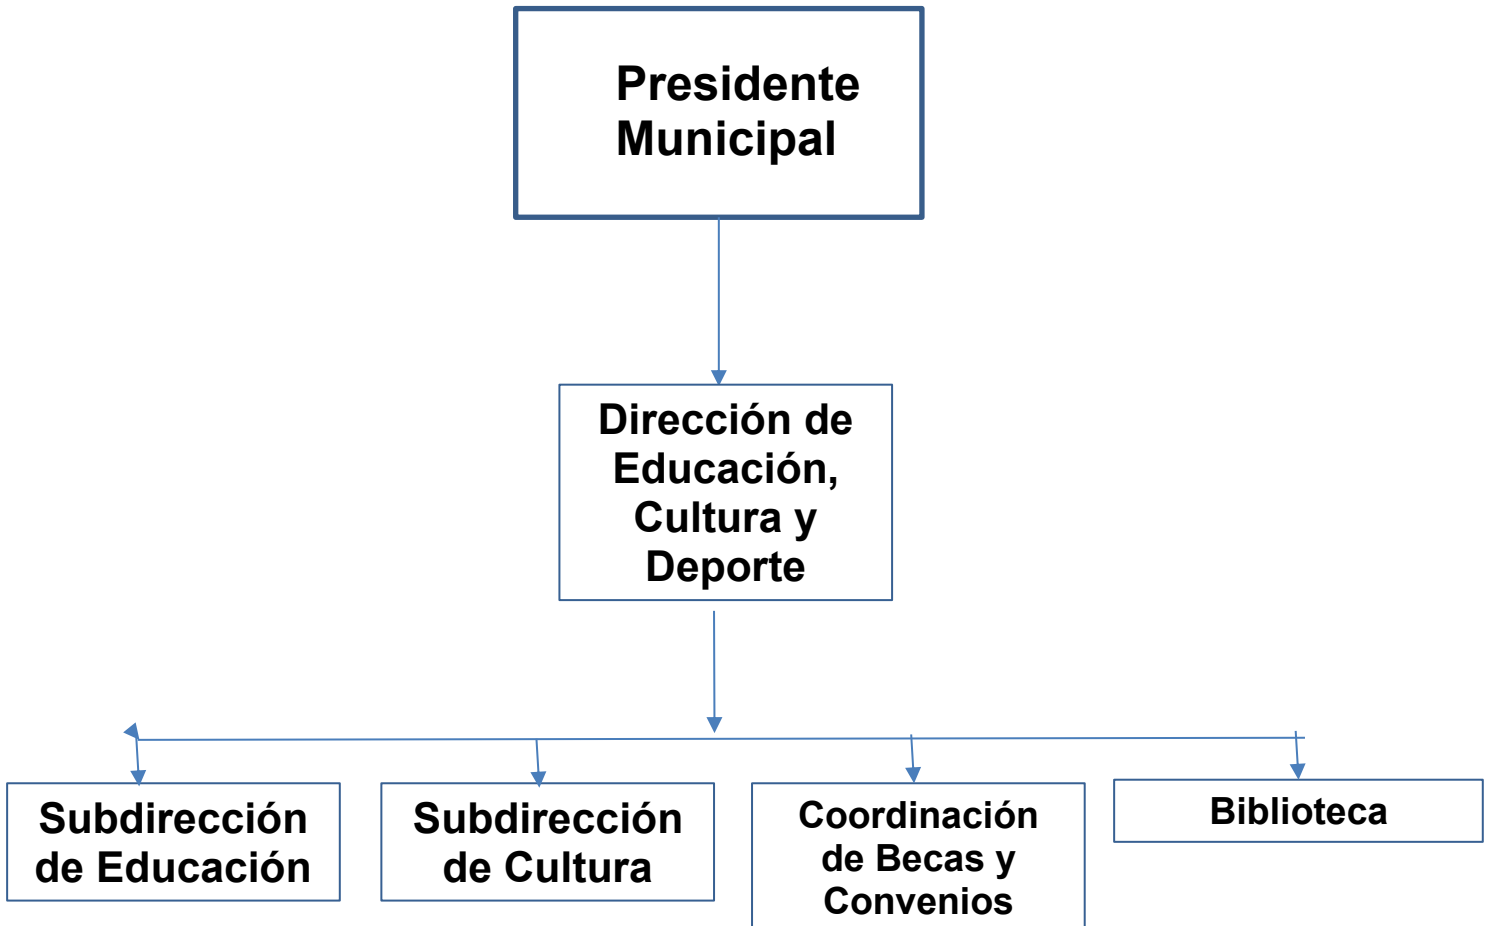 Presidente
Municipal
Dirección de
Educación,
Cultura y
Deporte
Subdirección
de Educación
Subdirección
de Cultura
Coordinación
de Becas y
Convenios
Biblioteca